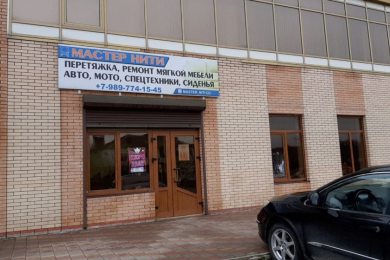 МАСТЕР НИТИ
ПЕРЕТЯЖКА, РЕМОНТ МЯГКОЙ МЕБЕЛИ
АВТО, МОТО, СПЕЦТЕХНИКИ, СИДЕНЬЯ
+7-989-774-15-45